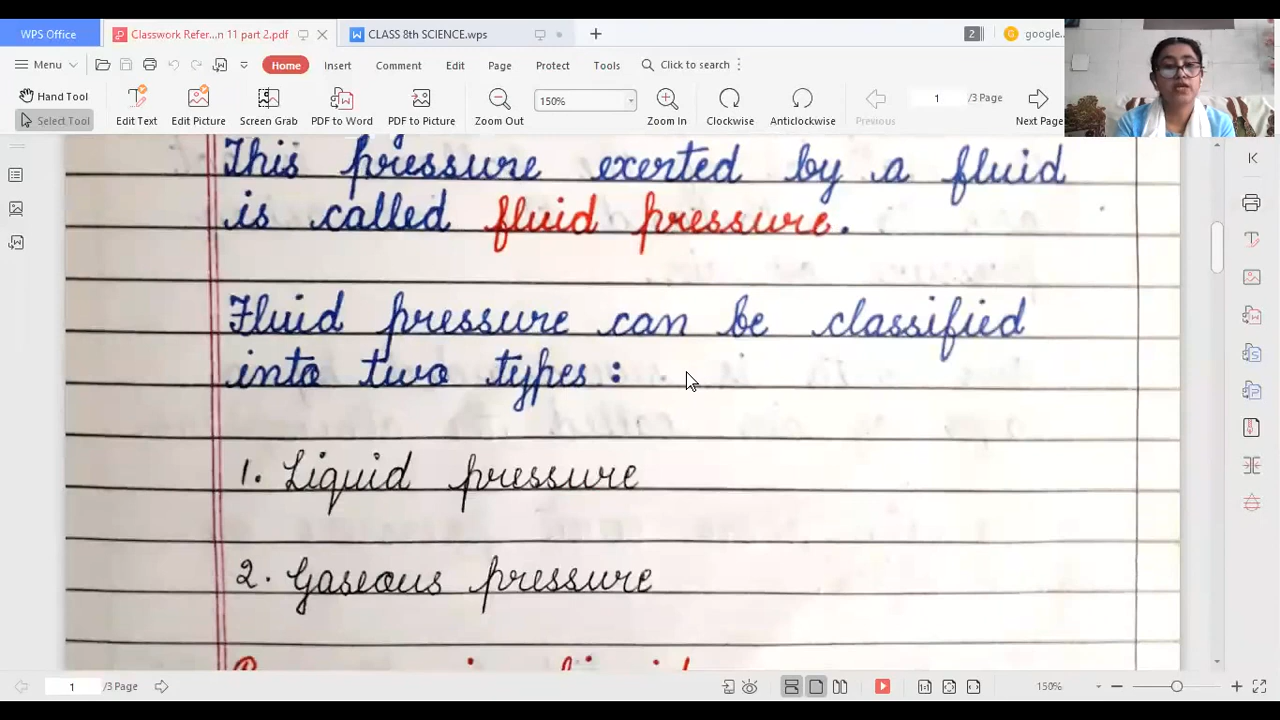 WPS Office
Classwork Refer...n 11 part 2.pdf
CLASS 8th SCIENCE.wps
2
google..
Menu
Home
Insert
Comment
Edit
Page
Protect
Tools
Click to search
Hand Tool
Select Tool
Edit Text
Edit Picture
Screen Grab
PDF to Word
PDF to Picture
Zoom Out
150%
Zoom In
Clockwise
Anticlockwise
Previous
1
/3 Page
Next Page
This pressure exerted by a fluid
is called fluid pressure.
Fluid pressure can be classified
into two types :
1. Liquid pressure
2. Gaseous pressure
1
/3 Page
150%